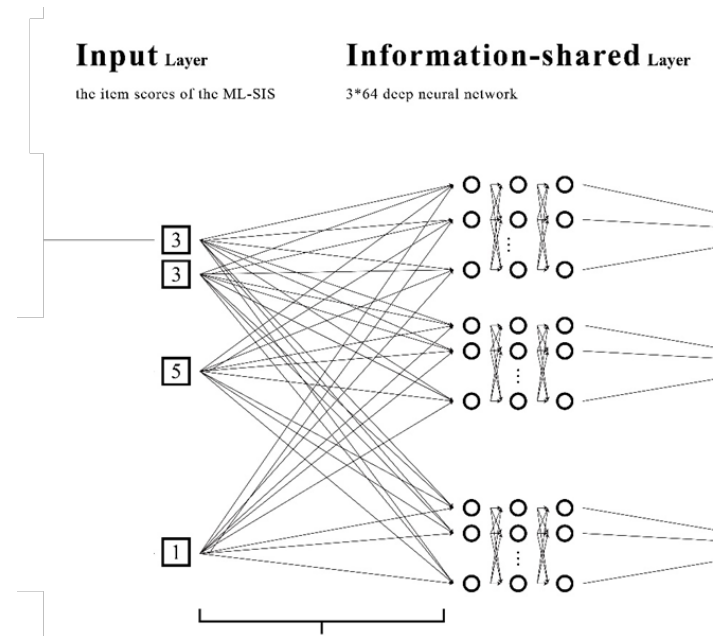 Input Layer
the item scores of the ML-SIS
Information-shared Layer
3*64 deep neural network
3
3
5
1